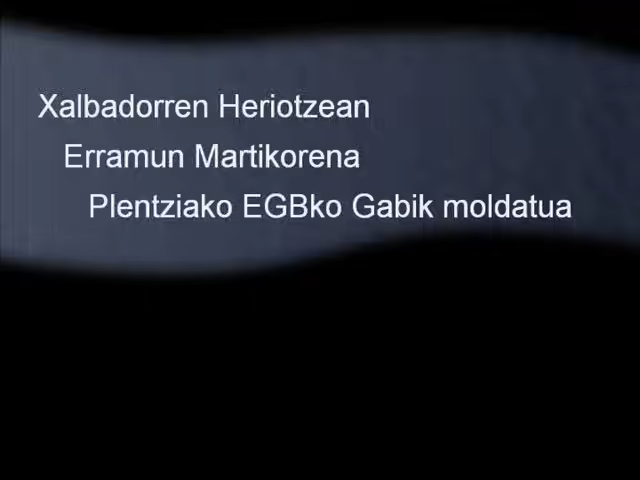 Xalbadorren Heriotzean
Erramun Martikorena
Plentziako EGBko Gabik moldatua